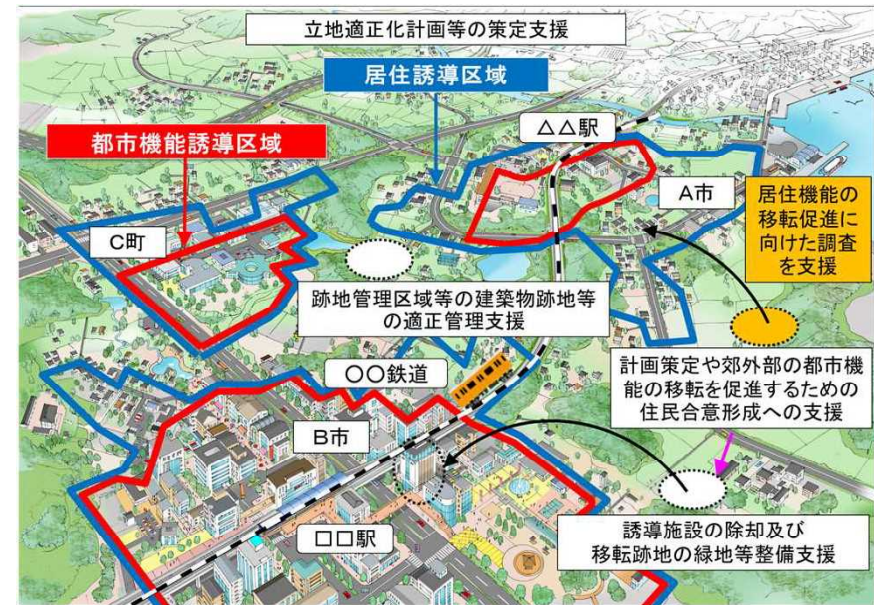 立地適正化計画等の策定支援
居住誘導区域
都市機能誘導区域
△△駅
A市
居住機能の
移転促進に
向けた調査
を支援
C町
跡地管理区域等の建築物跡地等
の適正管理支援
〇〇鉄道
計画策定や郊外部の都市機
能の移転を促進するための
住民合意形成への支援
B市
□□駅
誘導施設の除却及び
移転跡地の緑地等整備支援